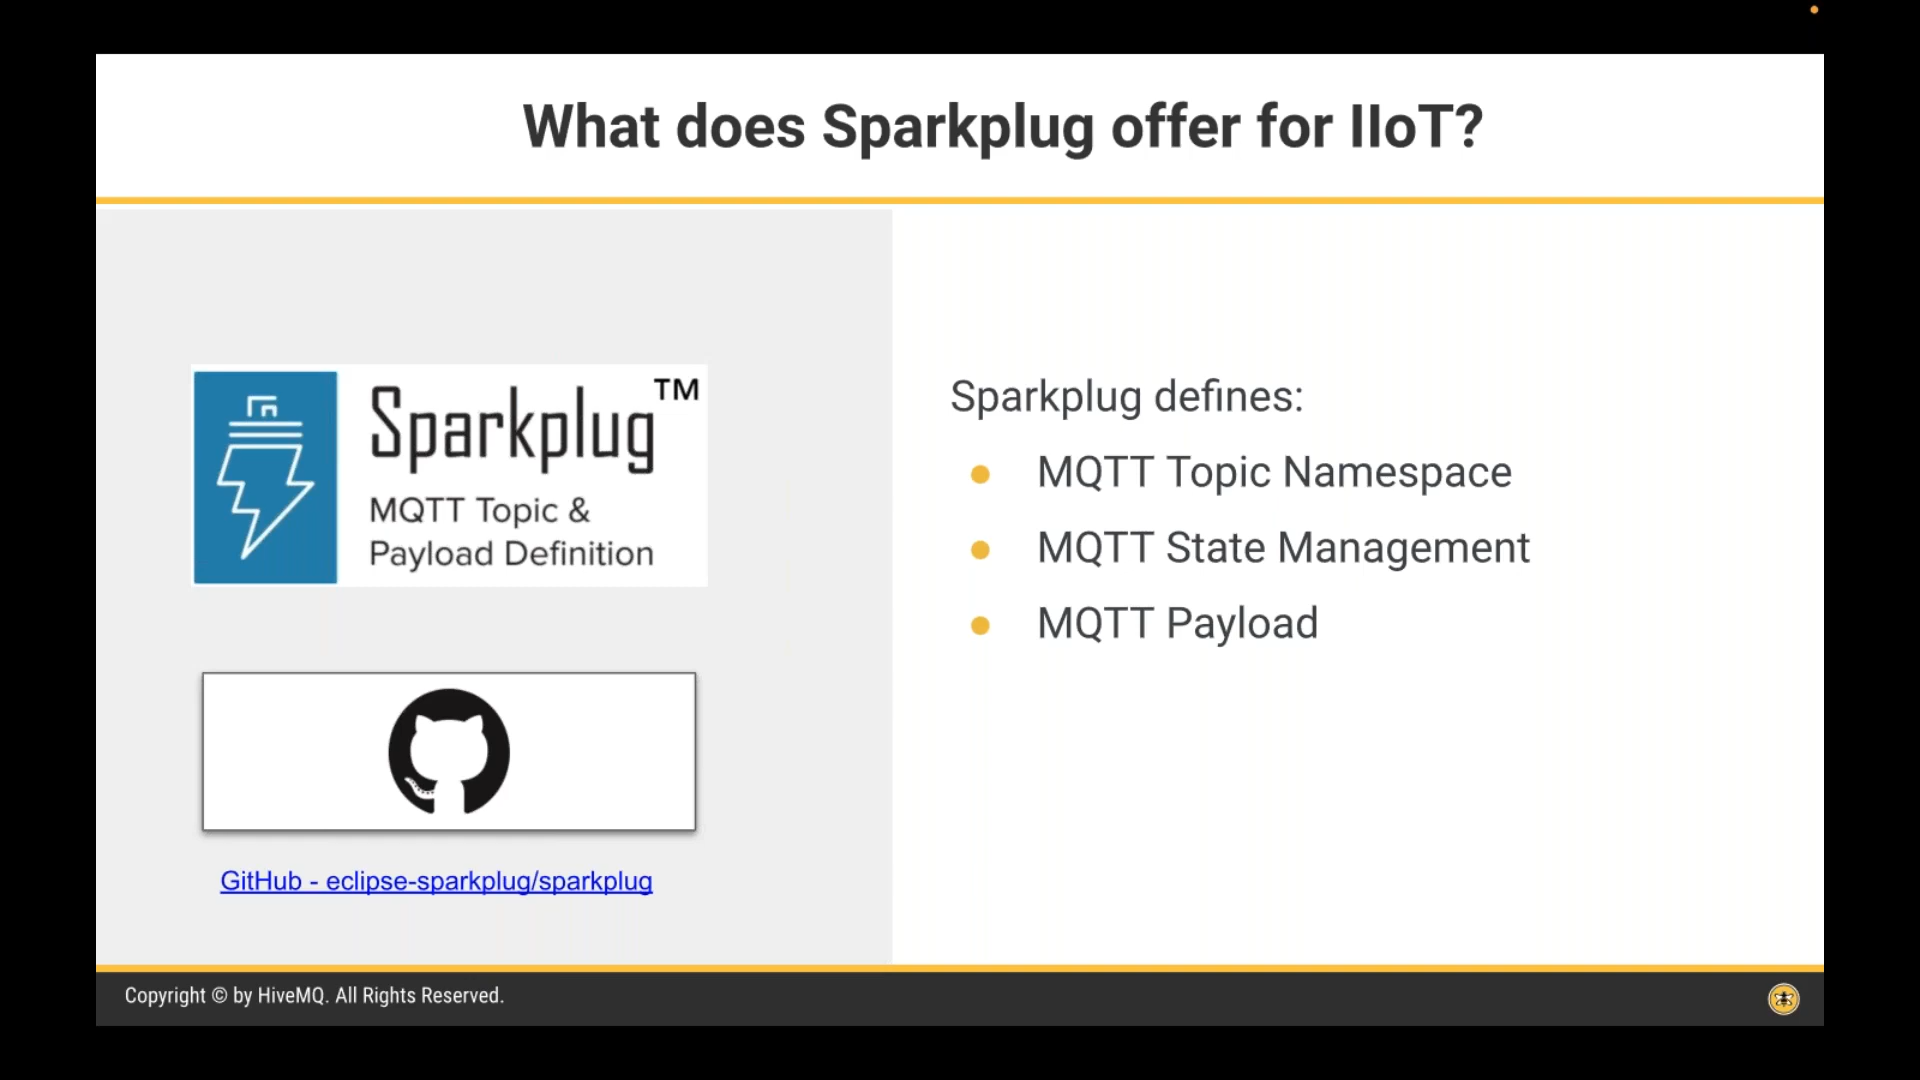 What does Sparkplug offer for IIoT?
Sparkplug™
MQTT Topic &
Payload Definition
GitHub - eclipse-sparkplug/sparkplug
Sparkplug defines:
● MQTT Topic Namespace
● MQTT State Management
● MQTT Payload
Copyright © by HiveMQ. All Rights Reserved.